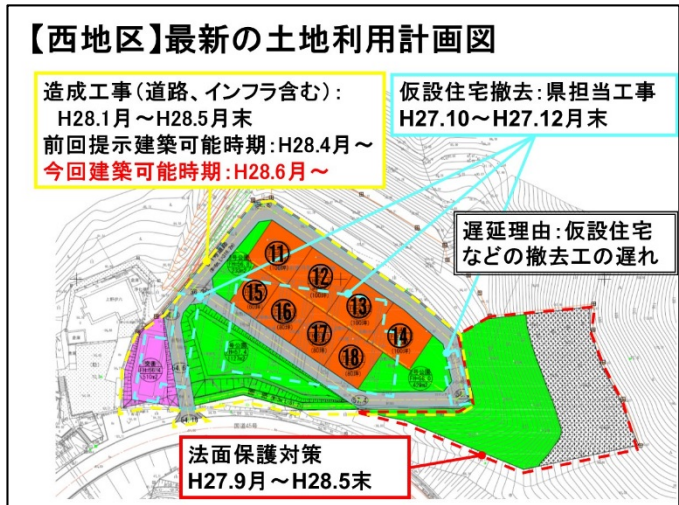 【西地区】最新の土地利用計画図
造成工事(道路、インフラ含む):
H28.1月~H28.5月末
前回提示建築可能時期:H28.4月~
今回建築可能時期:H28.6月~
仮設住宅撤去:県担当工事
H27.10~H27.12月末
遅延理由:仮設住宅
などの撤去工の遅れ
⑪
⑫
⑬
⑭
⑮
⑯
⑰
⑱
法面保護対策
H27.9月~H28.5末